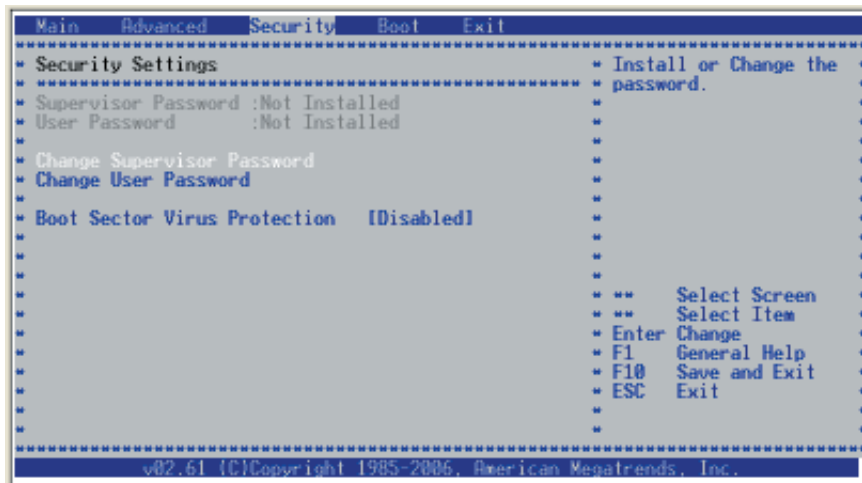 Main Advanced Security Boot Exit
Security Settings
Supervisor Password :Not Installed
User Password :Not Installed
Change Supervisor Password
Change User Password
Boot Sector Virus Protection [Disabled]
Install or Change the
password.
** Select Screen
** Select Item
Enter Change
F1 General Help
F10 Save and Exit
ESC Exit
v02.61 (C)Copyright 1985-2006, American Megatrends, Inc.